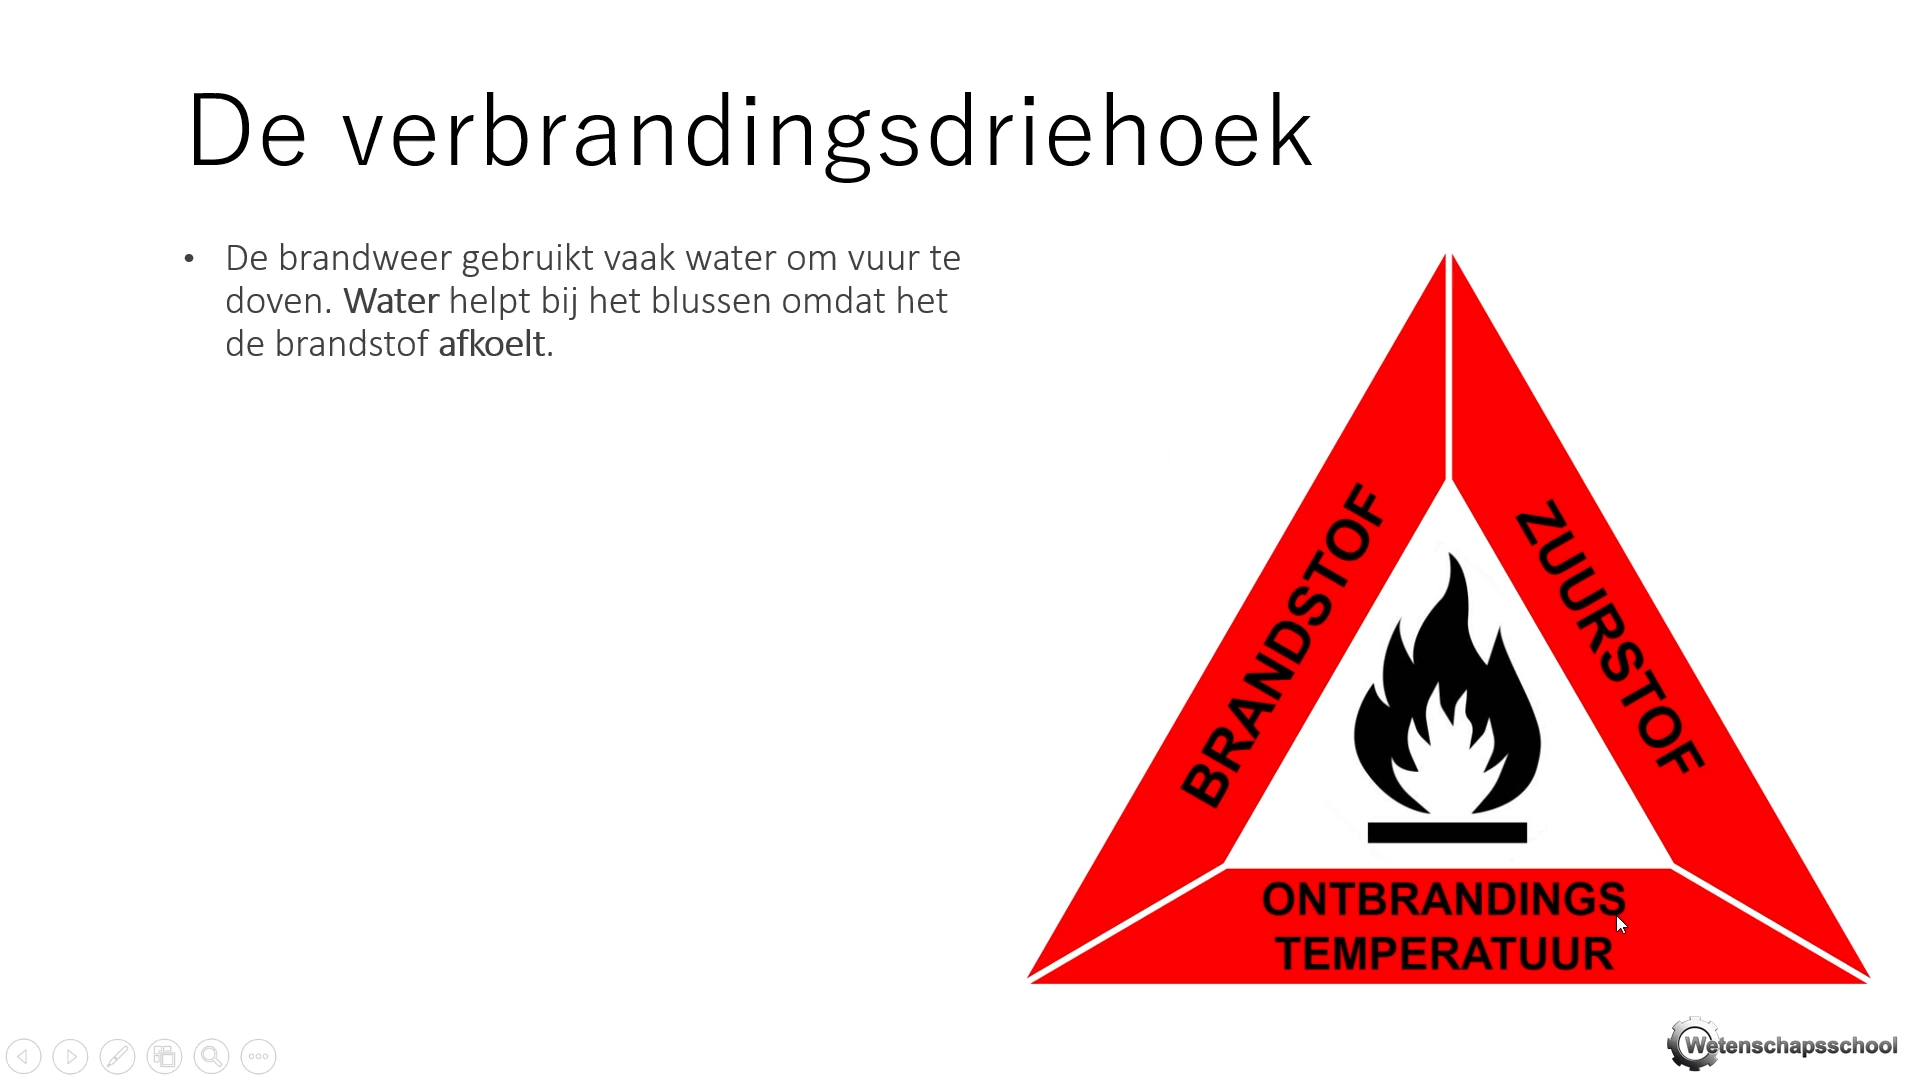 De verbrandingsdriehoek
• De brandweer gebruikt vaak water om vuur te
doven. Water helpt bij het blussen omdat het
de brandstof afkoelt.
BRANDSTOF
ZUURSTOF
ONTBRANDINGS
TEMPERATUUR
Wetenschapsschool